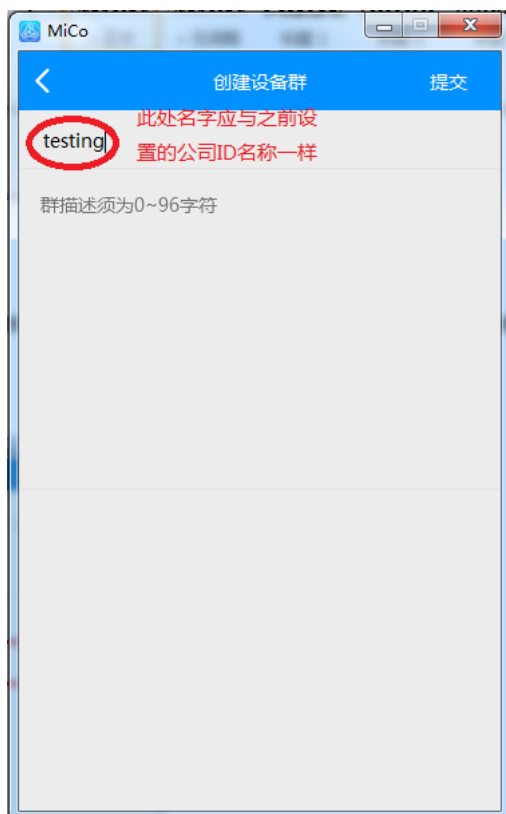 MiCo
创建设备群
提交
testing
此处名字应与之前设
置的公司ID名称一样
群描述须为0~96字符